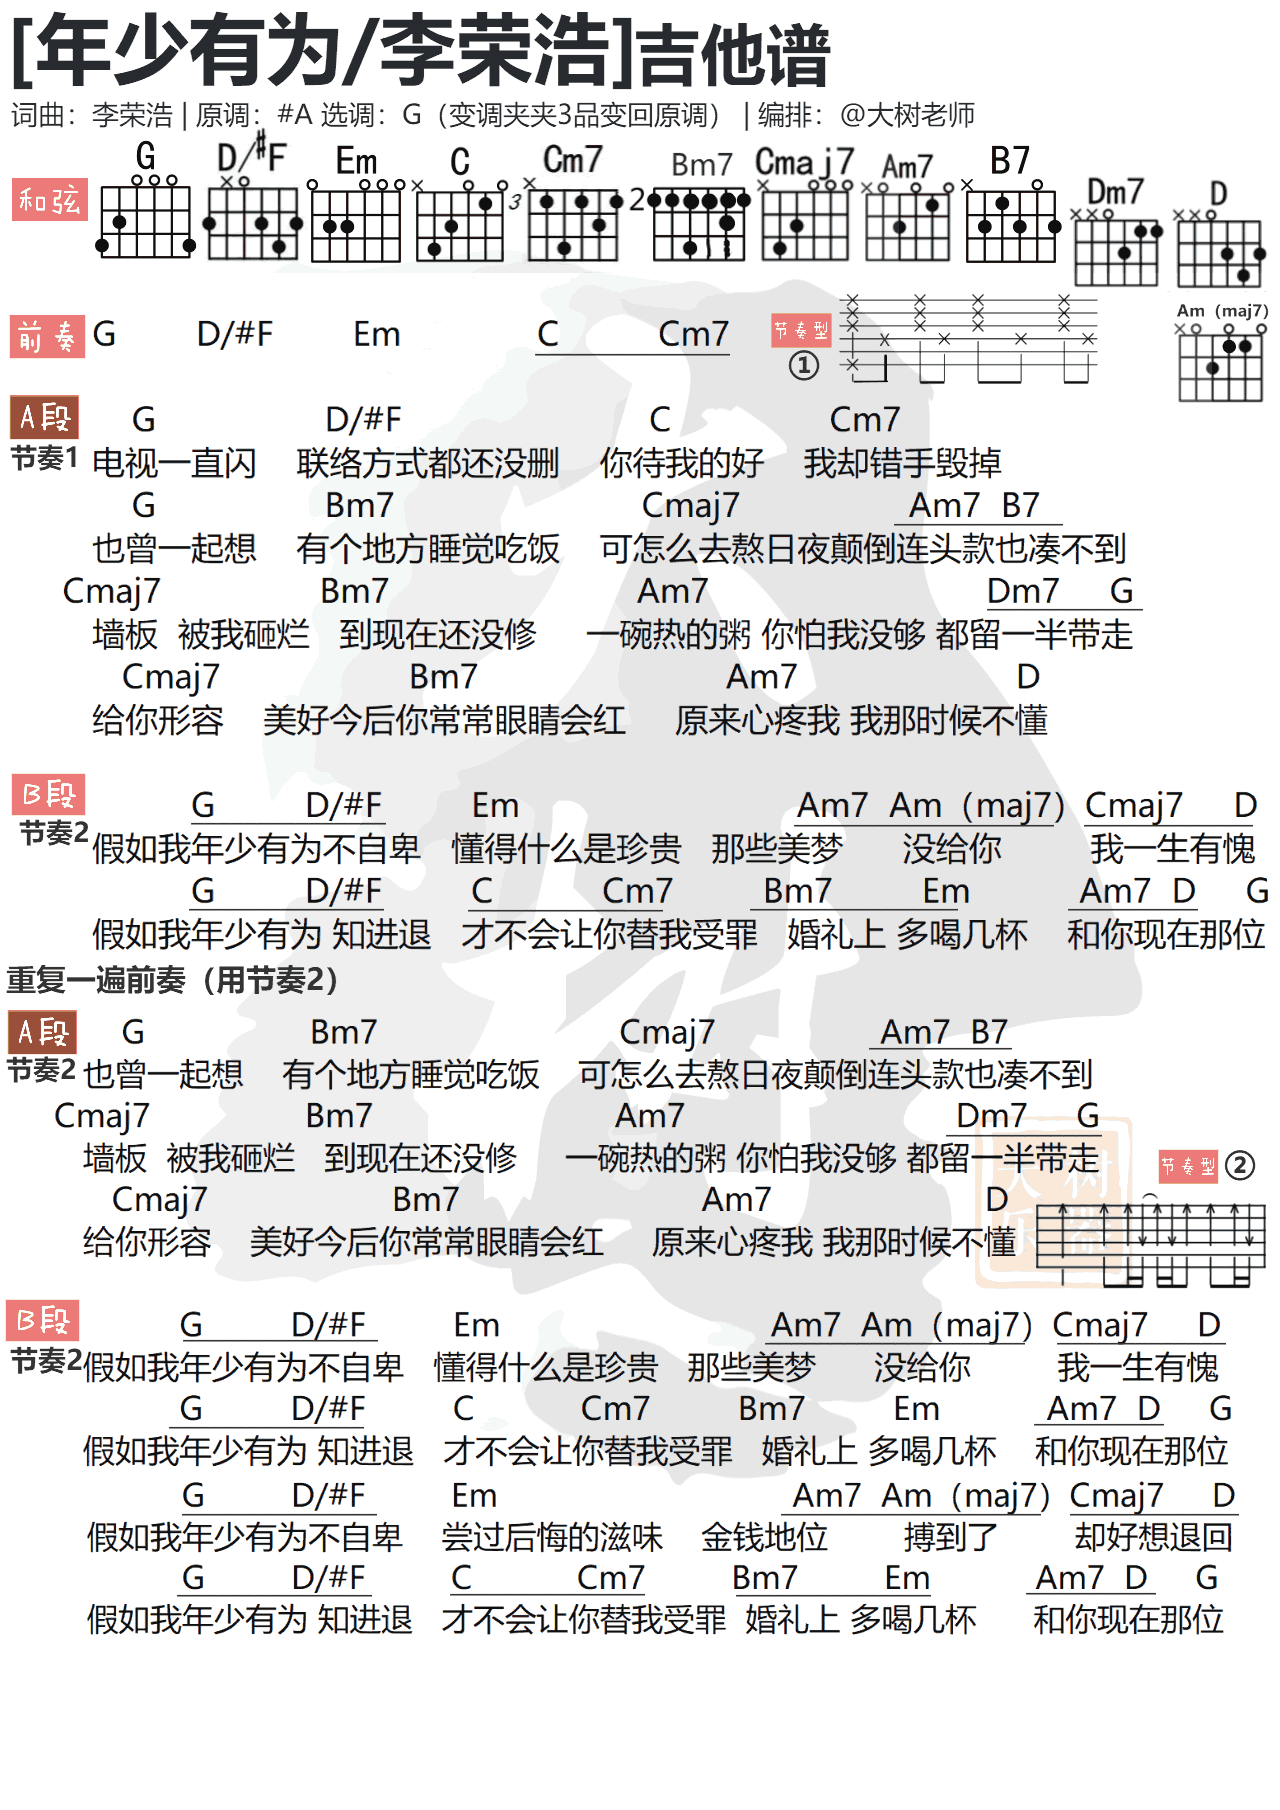 [年少有为/李荣浩]吉他谱
词曲：李荣浩 | 原调：#A 选调：G（变调夹夹3品变回原调） | 编排：@大树老师
和弦 G D/#F Em C Cm7 Bm7 Cmaj7 Am7 B7 Dm7 D
3 2
前奏 G D/#F Em C Cm7 节奏型 ①
Am（maj7）
A段 G D/#F C Cm7
节奏1 电视一直闪 联络方式都还没删 你待我的好 我却错手毁掉
G Bm7 Cmaj7 Am7 B7
也曾一起想 有个地方睡觉吃饭 可怎么去熬日夜颠倒连头款也凑不到
Cmaj7 Bm7 Am7 Dm7 G
墙板 被我砸烂 到现在还没修 一碗热的粥 你怕我没够 都留一半带走
Cmaj7 Bm7 Am7 D
给你形容 美好今后你常常眼睛会红 原来心疼我 我那时候不懂
B段 G D/#F Em Am7 Am（maj7） Cmaj7 D
节奏2 假如我年少有为不自卑 懂得什么是珍贵 那些美梦 没给你 我一生有愧
G D/#F C Cm7 Bm7 Em Am7 D G
假如我年少有为 知进退 才不会让你替我受罪 婚礼上 多喝几杯 和你现在那位
重复一遍前奏（用节奏2）
A段 G Bm7 Cmaj7 Am7 B7
节奏2 也曾一起想 有个地方睡觉吃饭 可怎么去熬日夜颠倒连头款也凑不到
Cmaj7 Bm7 Am7 Dm7 G
墙板 被我砸烂 到现在还没修 一碗热的粥 你怕我没够 都留一半带走
节奏型 ②
Cmaj7 Bm7 Am7 D
给你形容 美好今后你常常眼睛会红 原来心疼我 我那时候不懂
大树乐器
B段 G D/#F Em Am7 Am（maj7） Cmaj7 D
节奏2 假如我年少有为不自卑 懂得什么是珍贵 那些美梦 没给你 我一生有愧
G D/#F C Cm7 Bm7 Em Am7 D G
假如我年少有为 知进退 才不会让你替我受罪 婚礼上 多喝几杯 和你现在那位
G D/#F Em Am7 Am（maj7） Cmaj7 D
假如我年少有为不自卑 尝过后悔的滋味 金钱地位 搏到了 却好想退回
G D/#F C Cm7 Bm7 Em Am7 D G
假如我年少有为 知进退 才不会让你替我受罪 婚礼上 多喝几杯 和你现在那位